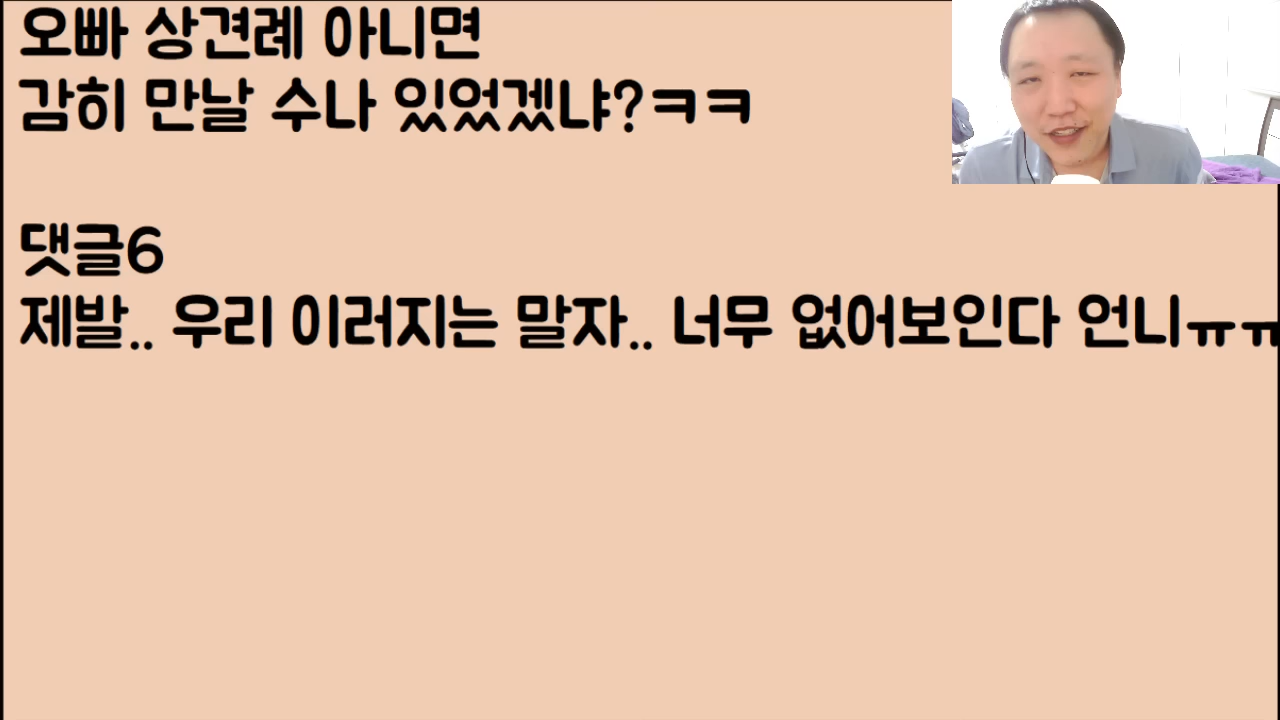 오빠 상견례 아니면
감히 만날 수나 있었겠냐?ㅋㅋ
댓글6
제발.. 우리 이러지는 말자.. 너무 없어보인다 언니ㅠㅠ